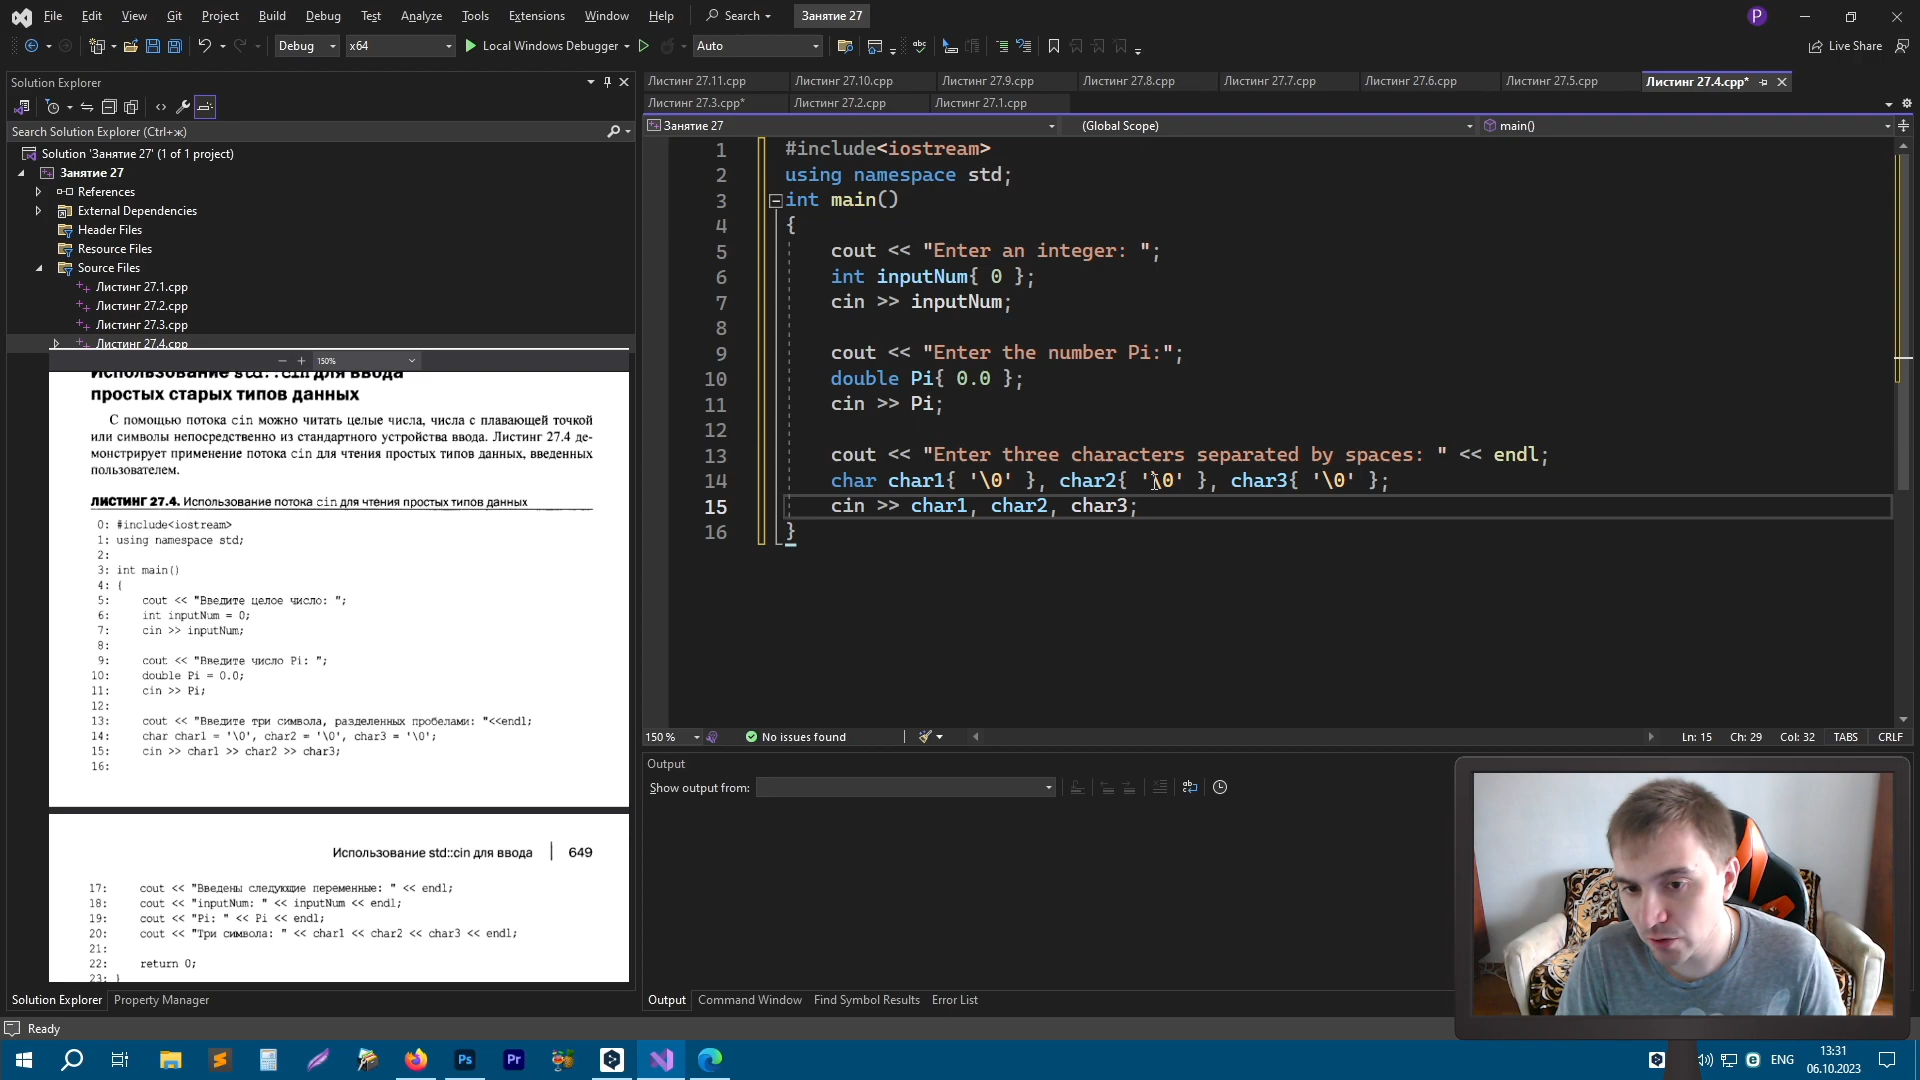 File Edit View Git Project Build Debug Test Analyze Tools Extensions Window Help Search Занятие 27 P
Debug x64 Local Windows Debugger Auto Live Share
Solution Explorer
Search Solution Explorer (Ctrl+ж)
Solution 'Занятие 27' (1 of 1 project)
Занятие 27
References
External Dependencies
Header Files
Resource Files
Source Files
Листинг 27.1.cpp
Листинг 27.2.cpp
Листинг 27.3.cpp
Листинг 27.4.cpp
150%
Использование std::cin для ввода
простых старых типов данных
С помощью потока cin можно читать целые числа, числа с плавающей точкой
или символы непосредственно из стандартного устройства ввода. Листинг 27.4 де-
монстрирует применение потока cin для чтения простых типов данных, введенных
пользователем.
ЛИСТИНГ 27.4. Использование потока cin для чтения простых типов данных
0: #include<iostream>
1: using namespace std;
2:
3: int main()
4: {
5: cout << "Введите целое число: ";
6: int inputNum = 0;
7: cin >> inputNum;
8:
9: cout << "Введите число Pi: ";
10: double Pi = 0.0;
11: cin >> Pi;
12:
13: cout << "Введите три символа, разделенных пробелами: "<<endl;
14: char char1 = '\0', char2 = '\0', char3 = '\0';
15: cin >> char1 >> char2 >> char3;
16:
Использование std::cin для ввода | 649
17: cout << "Введены следующие переменные: " << endl;
18: cout << "inputNum: " << inputNum << endl;
19: cout << "Pi: " << Pi << endl;
20: cout << "Три символа: " << char1 << char2 << char3 << endl;
21:
22: return 0;
23: }
Solution Explorer Property Manager
Листинг 27.11.cpp Листинг 27.10.cpp Листинг 27.9.cpp Листинг 27.8.cpp Листинг 27.7.cpp Листинг 27.6.cpp Листинг 27.5.cpp Листинг 27.4.cpp*
Листинг 27.3.cpp* Листинг 27.2.cpp Листинг 27.1.cpp
Занятие 27 (Global Scope) main()
1 #include<iostream>
2 using namespace std;
3 int main()
4 {
5 cout << "Enter an integer: ";
6 int inputNum{ 0 };
7 cin >> inputNum;
8
9 cout << "Enter the number Pi:";
10 double Pi{ 0.0 };
11 cin >> Pi;
12
13 cout << "Enter three characters separated by spaces: " << endl;
14 char char1{ '\0' }, char2{ '\0' }, char3{ '\0' };
15 cin >> char1, char2, char3;
16 }
150 % No issues found Ln: 15 Ch: 29 Col: 32 TABS CRLF
Output
Show output from:
Output Command Window Find Symbol Results Error List
Ready
Ps Pr ENG 13:31
06.10.2023